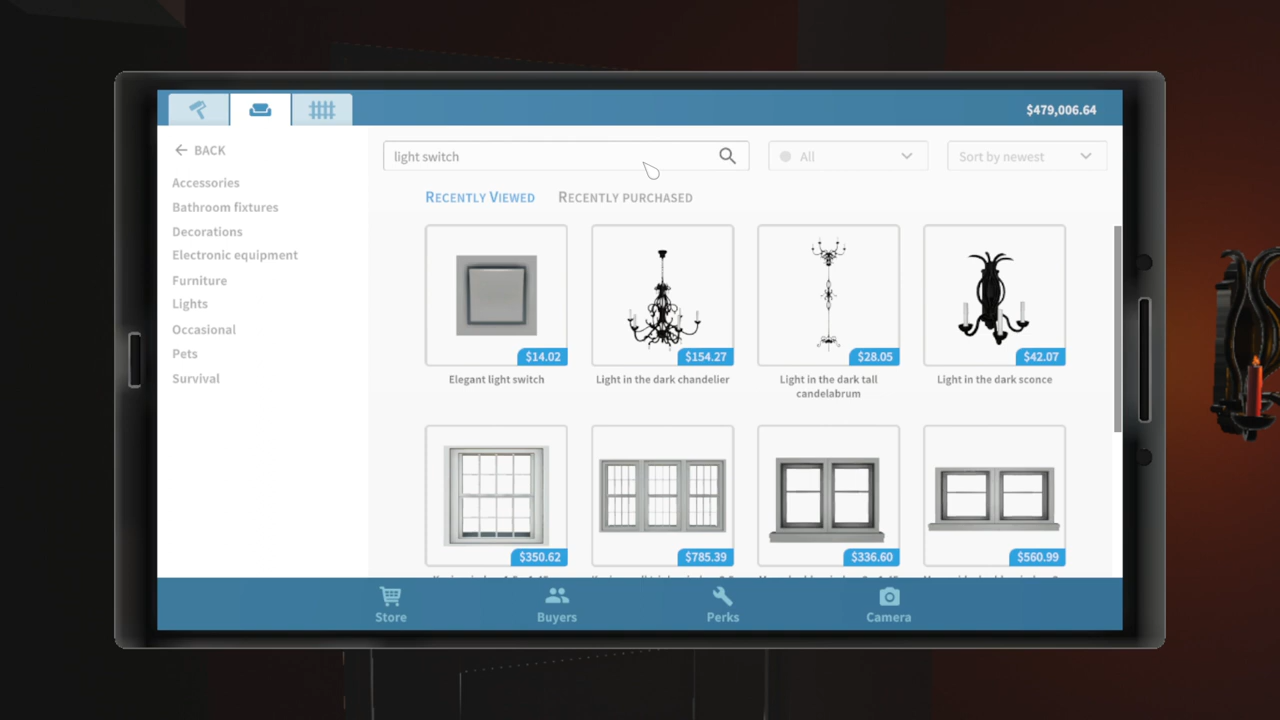 $479,006.64
BACK
light switch
All
Sort by newest
Accessories
Bathroom fixtures
Decorations
Electronic equipment
Furniture
Lights
Occasional
Pets
Survival
RECENTLY VIEWED
RECENTLY PURCHASED
$14.02
$154.27
$28.05
$42.07
Elegant light switch
Light in the dark chandelier
Light in the dark tall
candelabrum
Light in the dark sconce
$350.62
$785.39
$336.60
$560.99
Store
Buyers
Perks
Camera